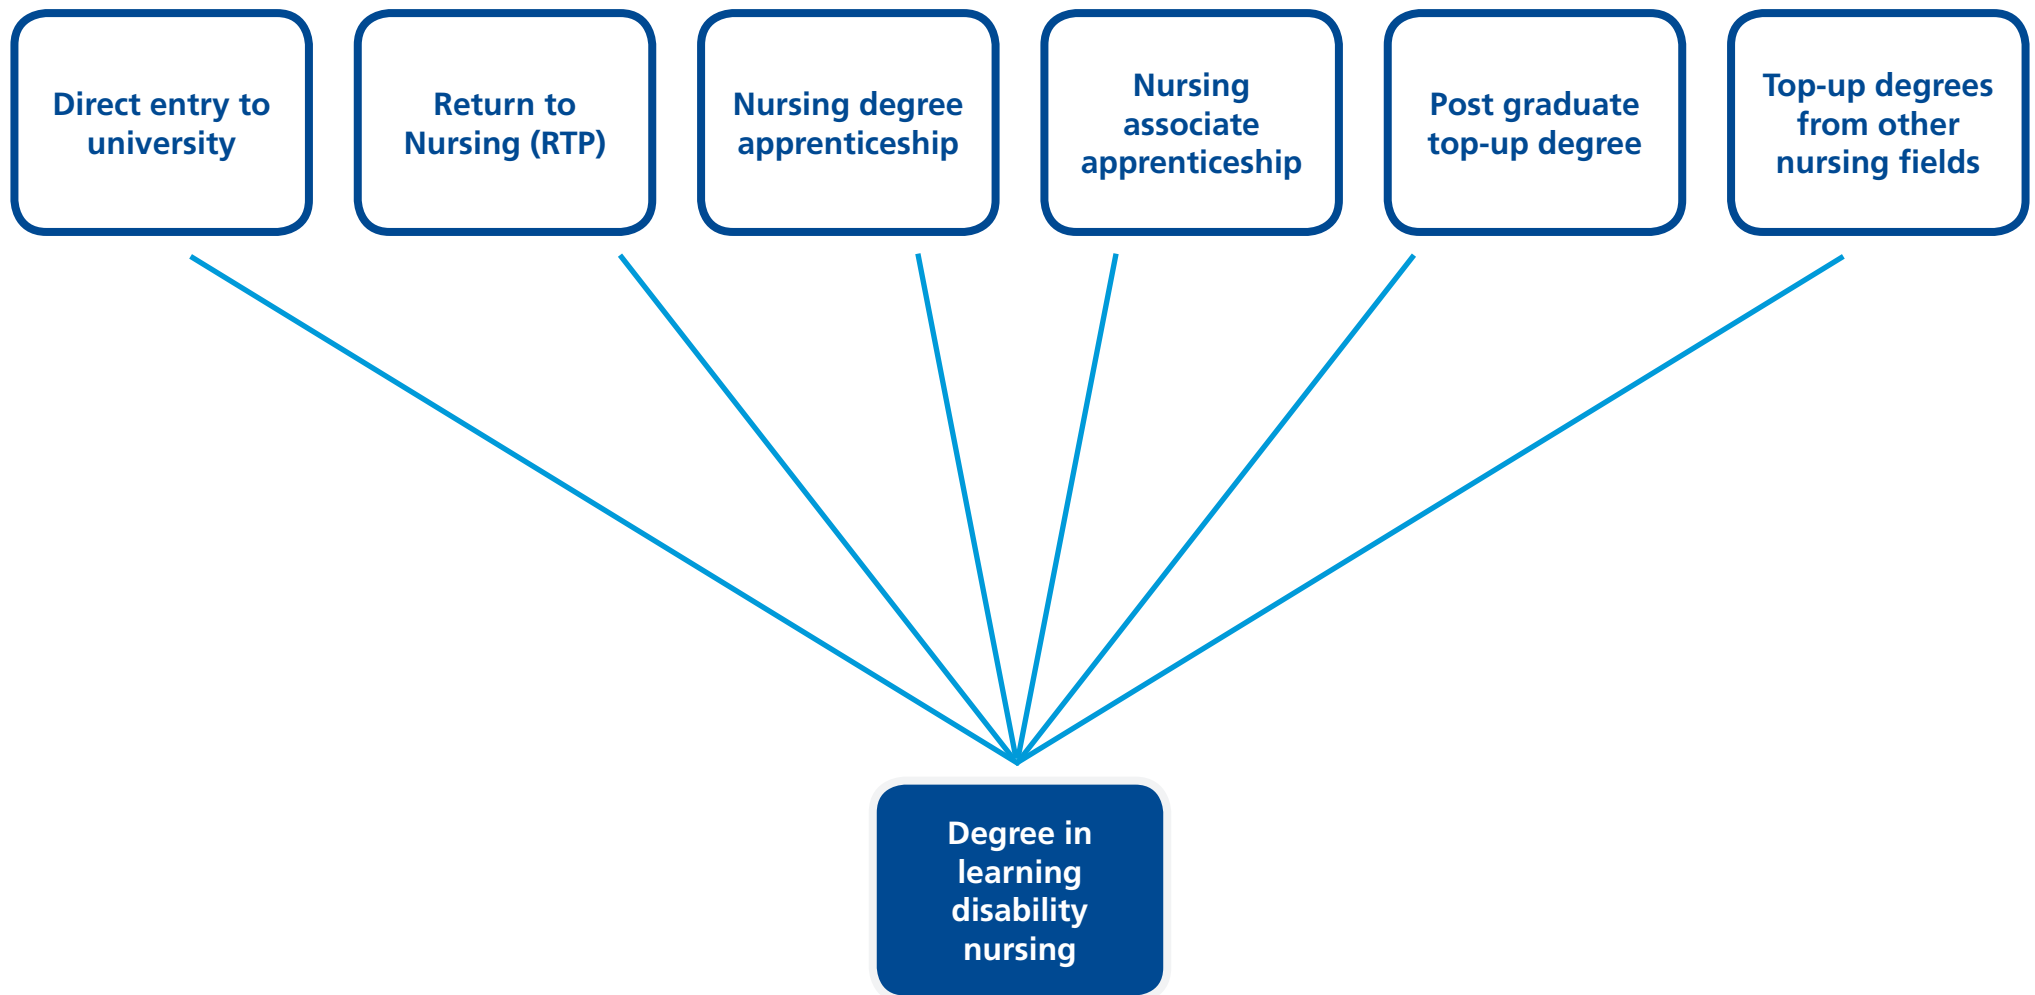 Direct entry to
university
Return to
Nursing (RTP)
Nursing degree
apprenticeship
Nursing
associate
apprenticeship
Post graduate
top-up degree
Top-up degrees
from other
nursing fields
Degree in
learning
disability
nursing